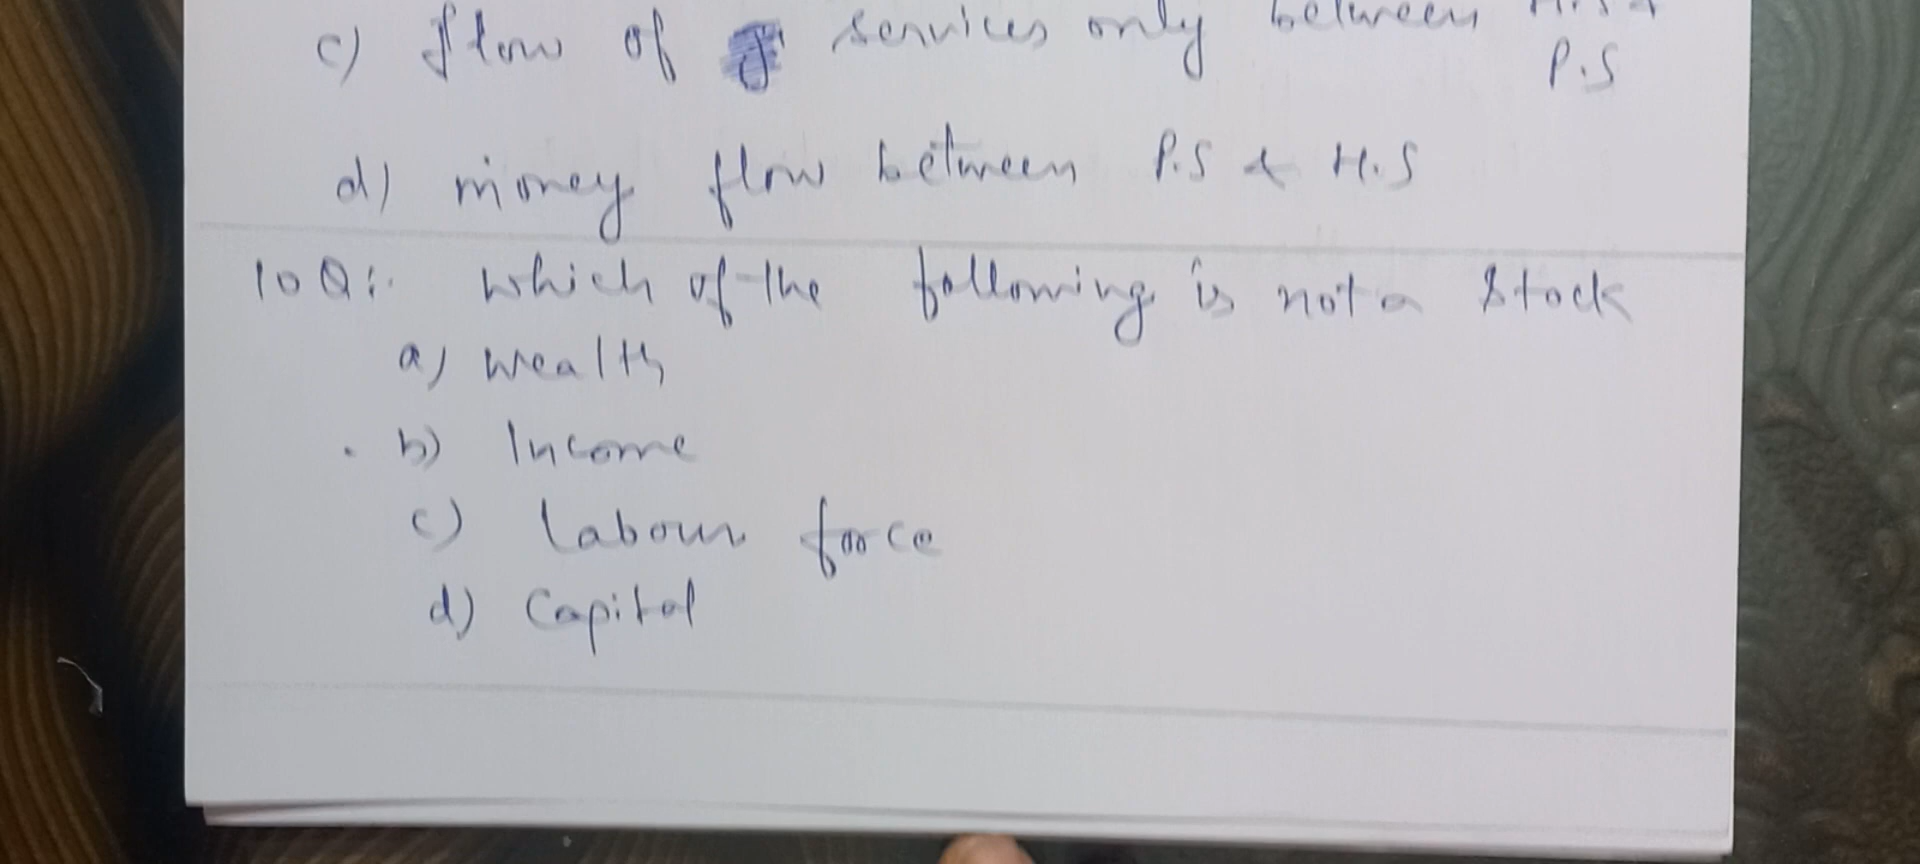 c) flow of services only between H.S &
P.S
d) money flow between P.S & H.S
10 Q:. which of the following is not a stock
a) wealth
b) Income
c) Labour force
d) Capital